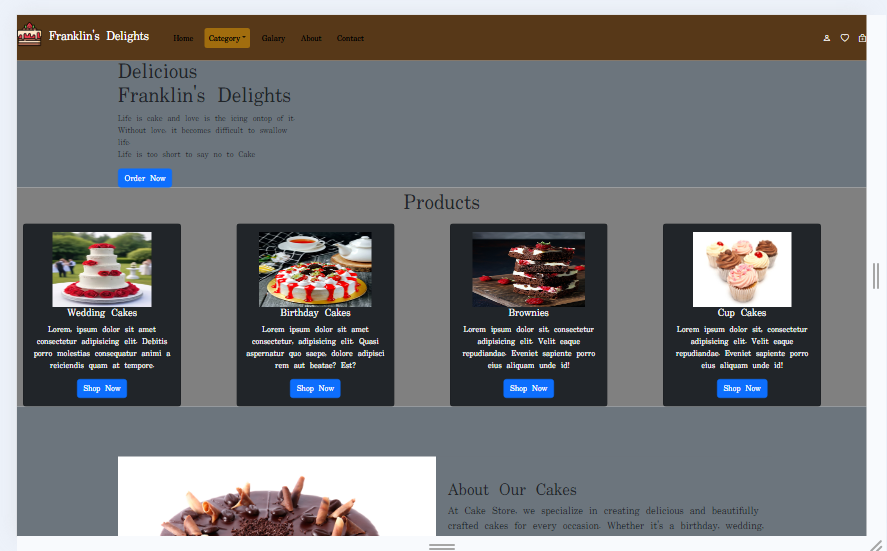 Franklin's Delights
Home Category Galary About Contact
Delicious
Franklin's Delights
Life is cake and love is the icing ontop of it
Without love, it becomes difficult to swallow
life
Life is too short to say no to Cake
Order Now
Products
Wedding Cakes
Lorem, ipsum dolor sit amet
consectetur adipisicing elit. Debitis
porro molestias consequatur animi a
reiciendis quam at tempore.
Shop Now
Birthday Cakes
Lorem ipsum dolor sit amet
consectetur, adipisicing elit. Quasi
aspernatur quo saepe, dolore adipisci
rem aut beatae? Est?
Shop Now
Brownies
Lorem ipsum dolor sit, consectetur
adipisicing elit. Velit eaque
repudiandae. Eveniet sapiente porro
eius aliquam unde id!
Shop Now
Cup Cakes
Lorem ipsum dolor sit, consectetur
adipisicing elit. Velit eaque
repudiandae. Eveniet sapiente porro
eius aliquam unde id!
Shop Now
About Our Cakes
At Cake Store, we specialize in creating delicious and beautifully
crafted cakes for every occasion. Whether it's a birthday, wedding,